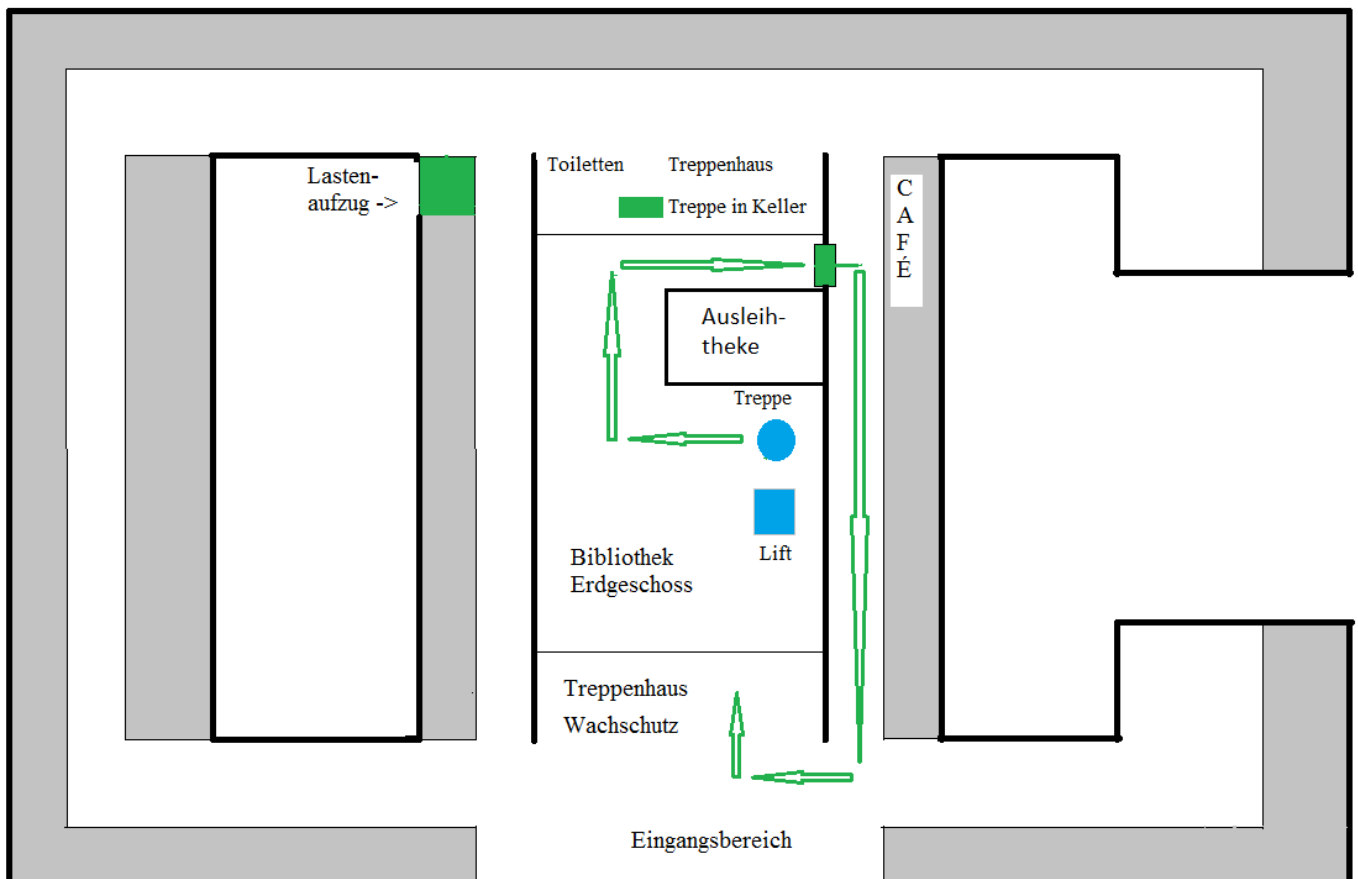 Toiletten
Treppenhaus
Lasten-
aufzug ->
Treppe in Keller
C
A
F
É
Ausleih-
theke
Treppe
Lift
Bibliothek
Erdgeschoss
Treppenhaus
Wachschutz
Eingangsbereich